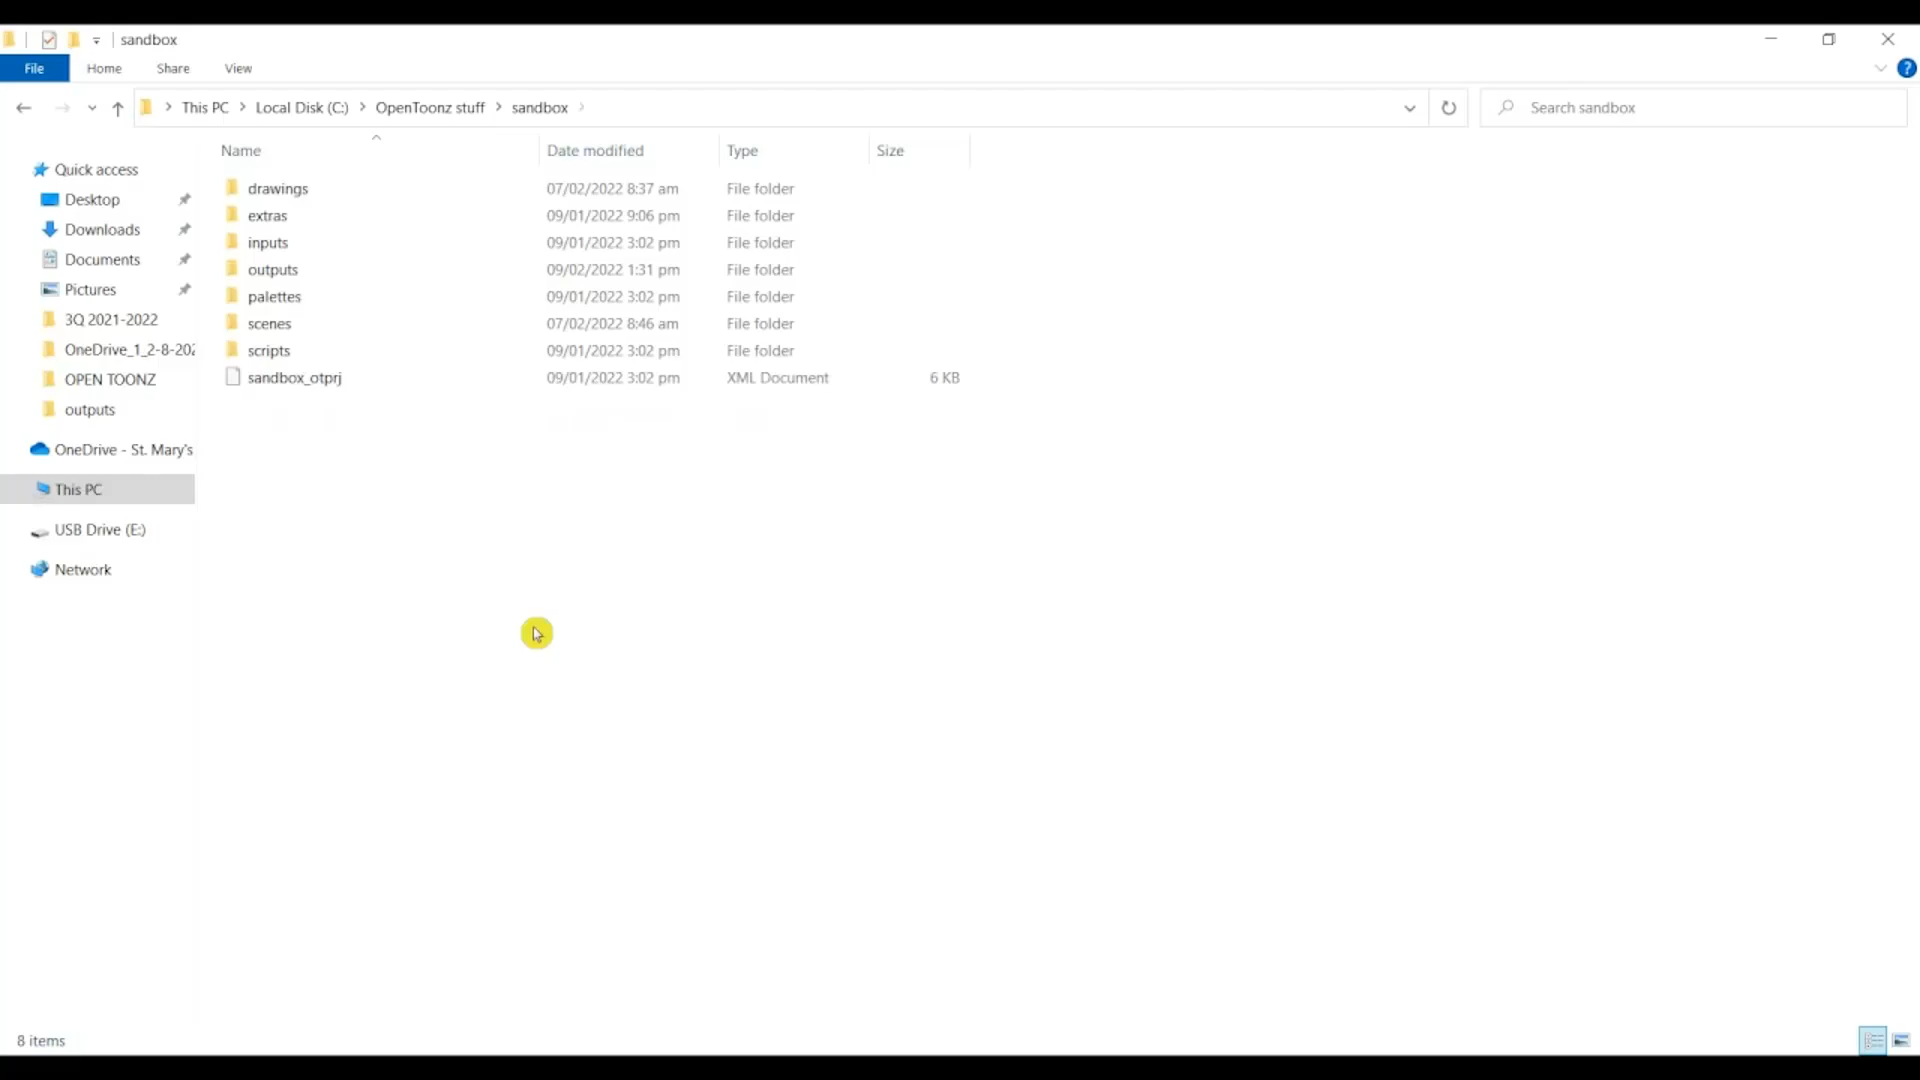 sandbox
File Home Share View
This PC Local Disk (C:) OpenToonz stuff sandbox Search sandbox
Name Date modified Type Size
Quick access
Desktop
Downloads
Documents
Pictures
3Q 2021-2022
OneDrive_1_2-8-202
OPEN TOONZ
outputs
OneDrive - St. Mary's
This PC
USB Drive (E:)
Network
drawings 07/02/2022 8:37 am File folder
extras 09/01/2022 9:06 pm File folder
inputs 09/01/2022 3:02 pm File folder
outputs 09/02/2022 1:31 pm File folder
palettes 09/01/2022 3:02 pm File folder
scenes 07/02/2022 8:46 am File folder
scripts 09/01/2022 3:02 pm File folder
sandbox_otprj 09/01/2022 3:02 pm XML Document 6 KB
8 items